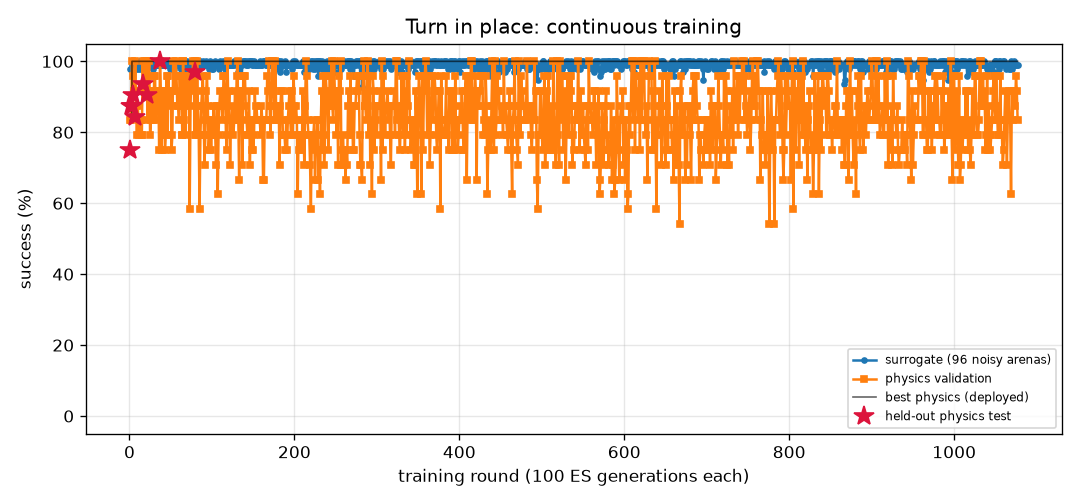 Turn in place: continuous training
success (%)
100
80
60
40
20
0
0 200 400 600 800 1000
training round (100 ES generations each)
surrogate (96 noisy arenas)
physics validation
best physics (deployed)
held-out physics test